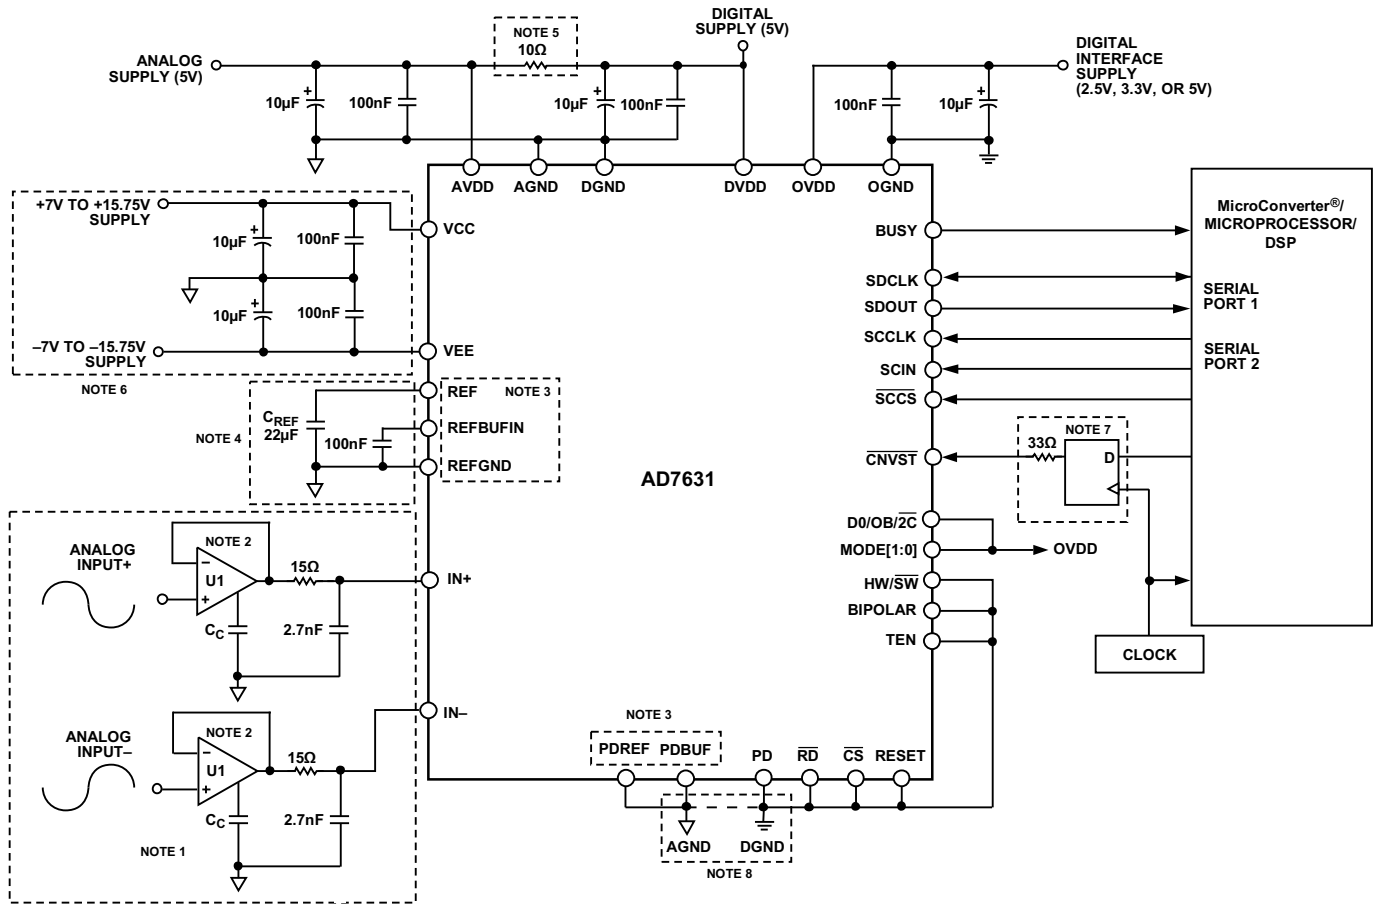 DIGITAL
SUPPLY (5V)
NOTE 5
10Ω
ANALOG
SUPPLY (5V)
DIGITAL
INTERFACE
SUPPLY
(2.5V, 3.3V, OR 5V)
10µF
+
100nF
10µF
+
100nF
100nF
10µF
+
AVDD
AGND
DGND
DVDD
OVDD
OGND
+7V TO +15.75V
SUPPLY
10µF
+
100nF
10µF
+
100nF
–7V TO –15.75V
SUPPLY
NOTE 6
VCC
VEE
REF
NOTE 3
REFBUFIN
REFGND
NOTE 4
CREF
22µF
100nF
AD7631
BUSY
SDCLK
SDOUT
SCCLK
SCIN
SCCS
CNVST
D0/OB/2C
MODE[1:0]
HW/SW
BIPOLAR
TEN
MicroConverter®/
MICROPROCESSOR/
DSP
SERIAL
PORT 1
SERIAL
PORT 2
NOTE 7
33Ω
D
OVDD
CLOCK
ANALOG
INPUT+
NOTE 2
–
U1
+
15Ω
CC
2.7nF
IN+
ANALOG
INPUT–
NOTE 2
–
U1
+
15Ω
CC
2.7nF
IN–
NOTE 1
NOTE 3
PDREF
PDBUF
PD
RD
CS
RESET
AGND
DGND
NOTE 8